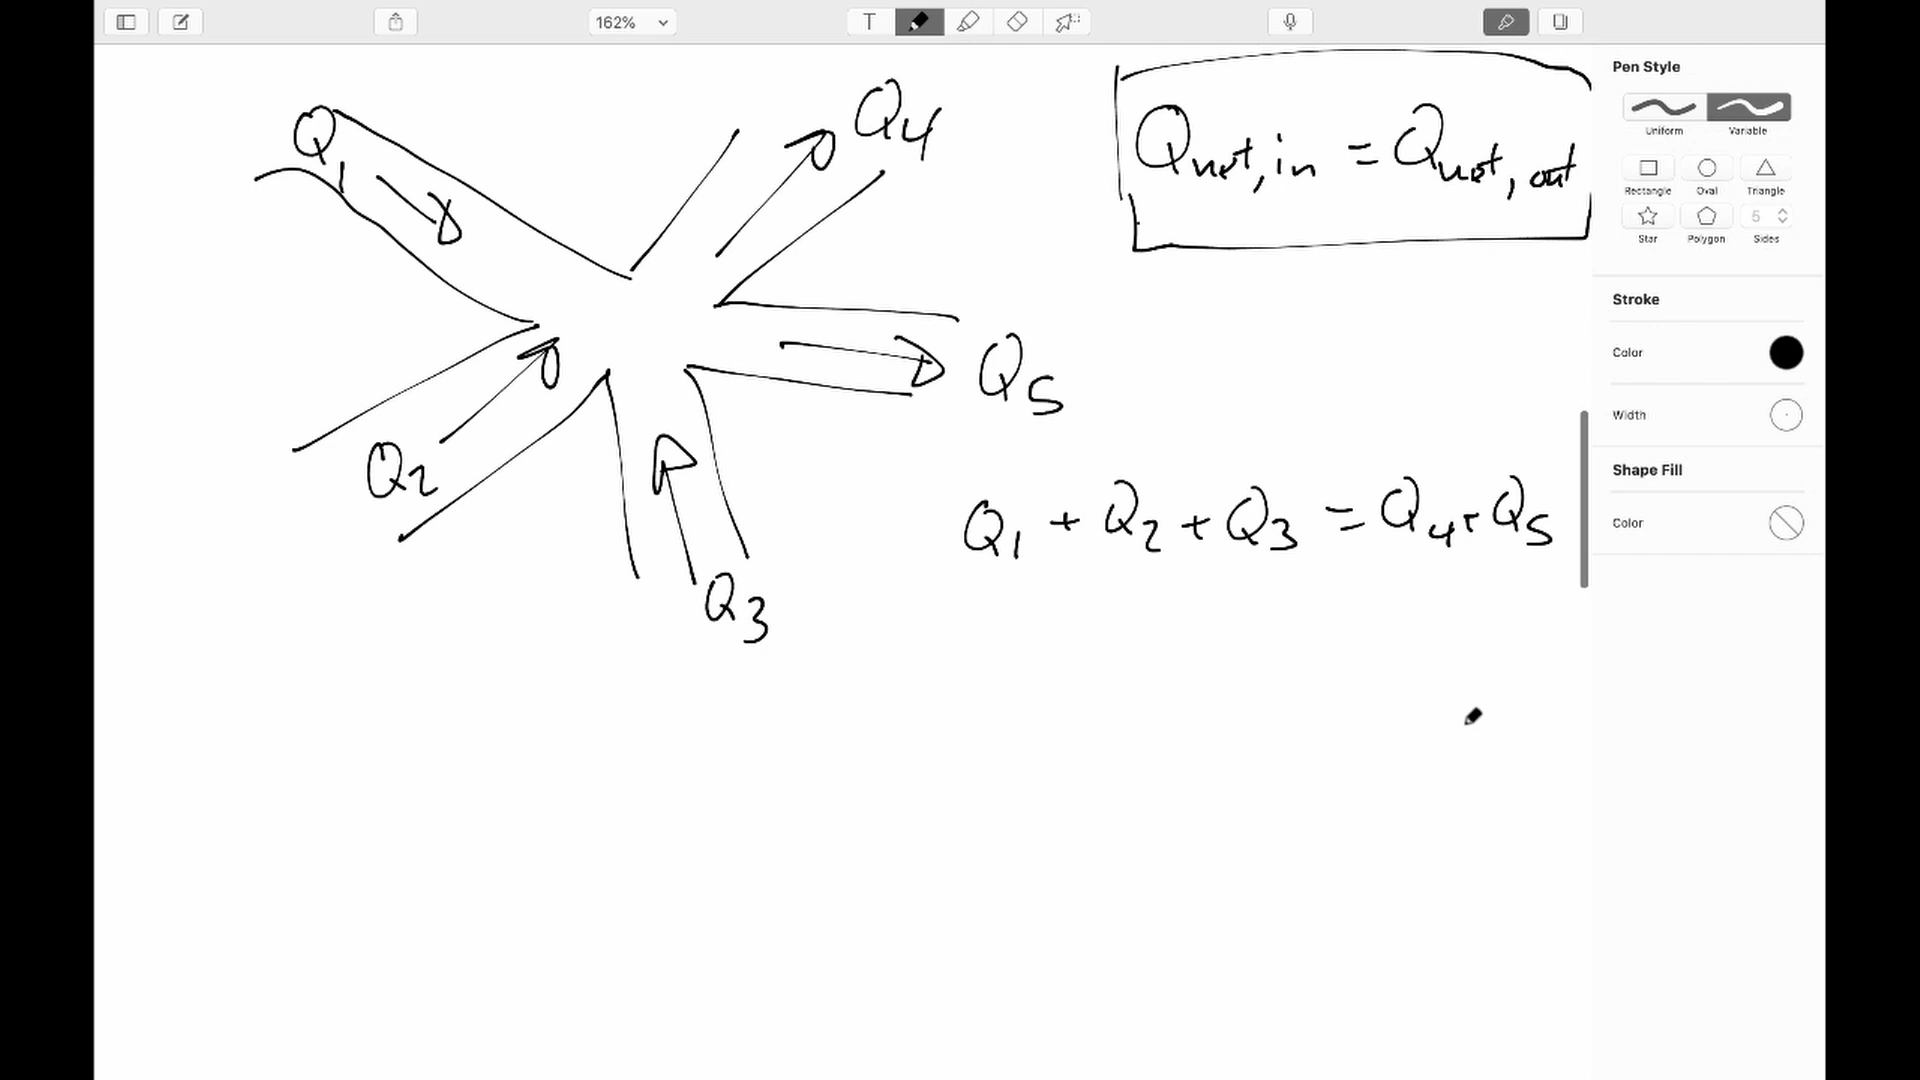 162%
T
Pen Style
Uniform
Variable
Rectangle
Oval
Triangle
5
Star
Polygon
Sides
Stroke
Color
Width
Shape Fill
Color
Q1
Q4
Qnet, in = Qnet, out
Q5
Q2
Q1 + Q2 + Q3 = Q4 + Q5
Q3